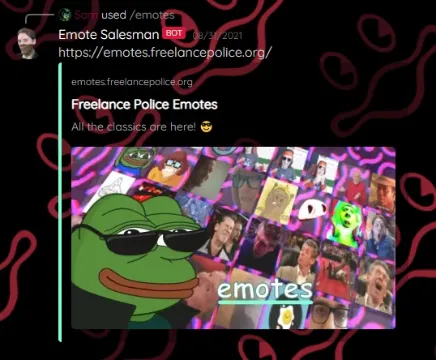 Sam used /emotes
Emote Salesman BOT 08/31/2021
https://emotes.freelancepolice.org/
emotes.freelancepolice.org
Freelance Police Emotes
All the classics are here! 😎
emotes